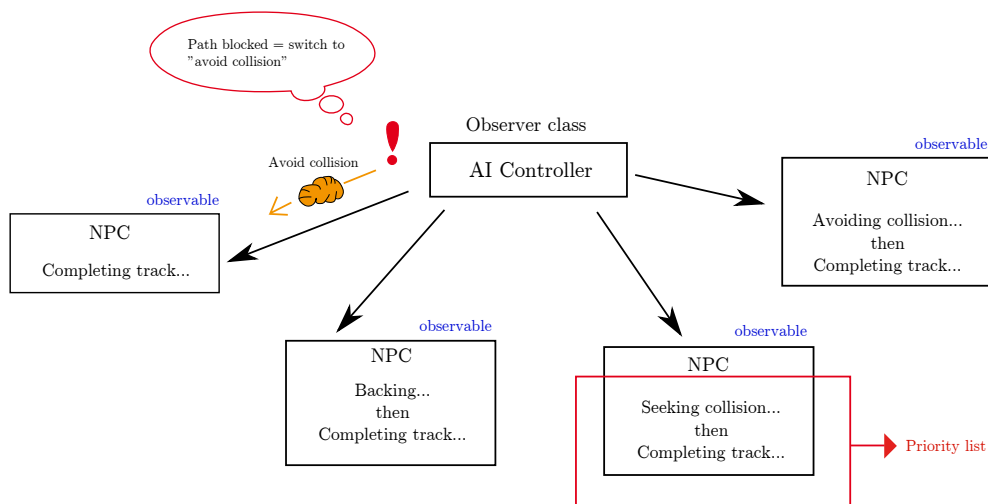 Path blocked = switch to
"avoid collision"
Observer class
AI Controller
Avoid collision
observable
NPC
Completing track...
observable
NPC
Avoiding collision...
then
Completing track...
observable
NPC
Backing...
then
Completing track...
observable
NPC
Seeking collision...
then
Completing track...
Priority list